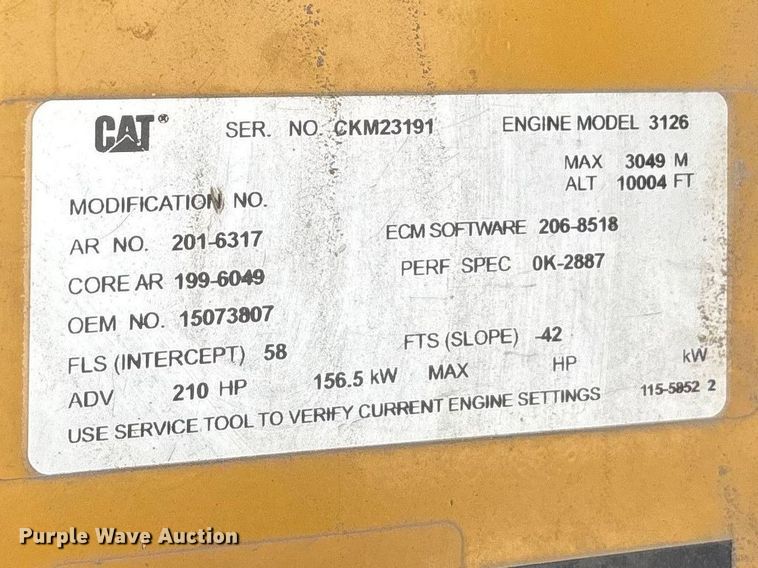 CAT® SER. NO. CKM23191 ENGINE MODEL 3126
MAX 3049 M
ALT 10004 FT
MODIFICATION NO.
AR NO. 201-6317 ECM SOFTWARE 206-8518
CORE AR 199-6049 PERF SPEC 0K-2887
OEM NO. 15073807
FLS (INTERCEPT) 58 FTS (SLOPE) -42
ADV 210 HP 156.5 kW MAX HP kW
USE SERVICE TOOL TO VERIFY CURRENT ENGINE SETTINGS 115-5852 2
Purple Wave Auction